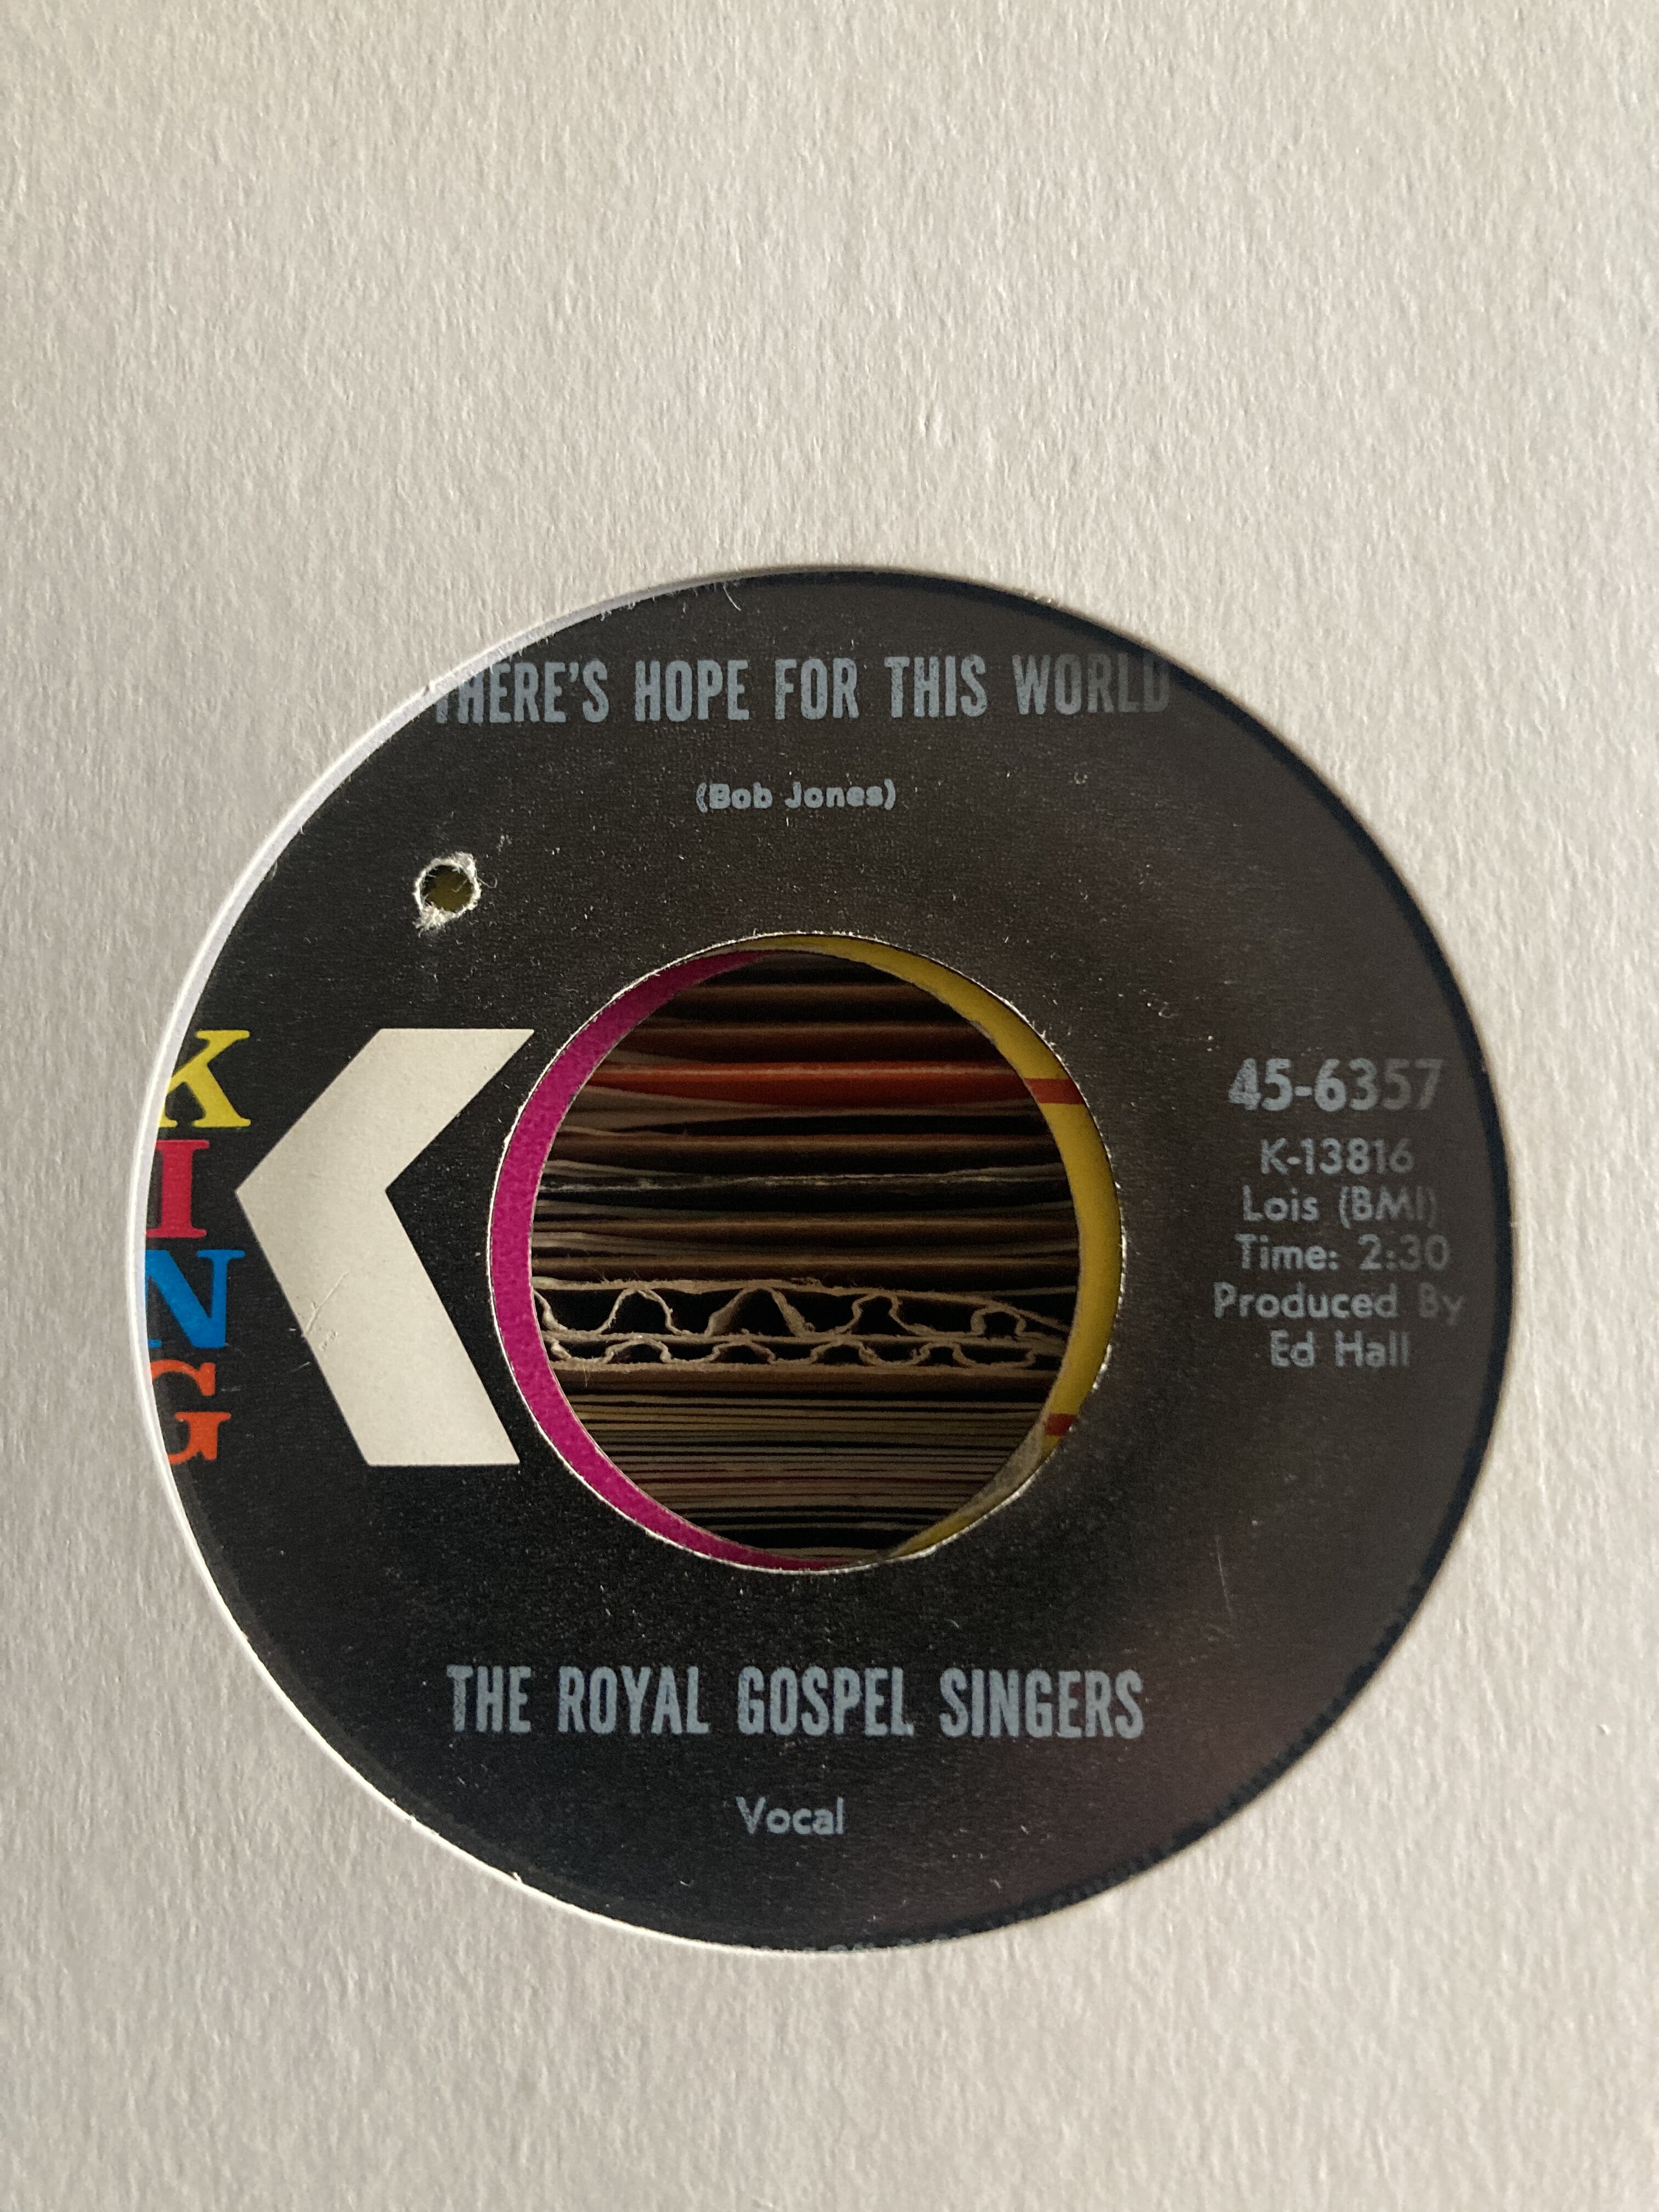 THERE'S HOPE FOR THIS WORLD
(Bob Jones)
KING
45-6357
K-13816
Lois (BMI)
Time: 2:30
Produced By
Ed Hall
THE ROYAL GOSPEL SINGERS
Vocal